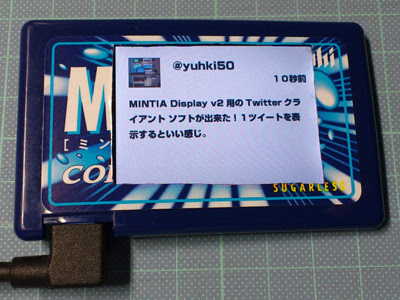 @yuhki50
10秒前
MINTIA Display v2 用の Twitter クラ
イアント ソフトが出来た!1ツイートを表
示するといい感じ。
SUGARLESS